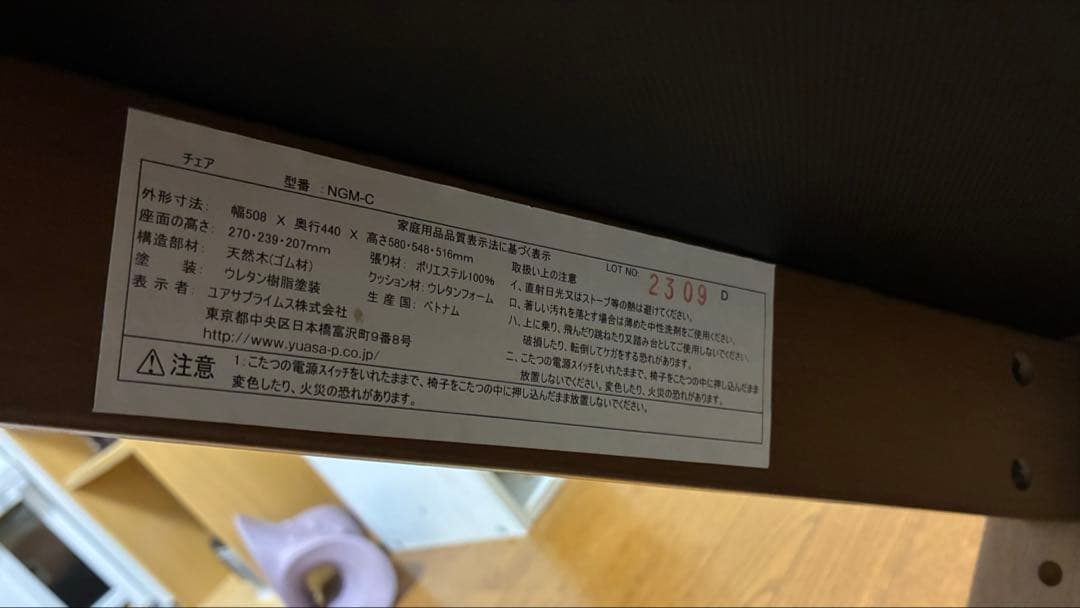 チェア
型番 : NGM-C
家庭用品品質表示法に基づく表示
外形寸法: 幅508 X 奥行440 X 高さ580・548・516mm
座面の高さ: 270・239・207mm
構造部材: 天然木(ゴム材)
塗 装: ウレタン樹脂塗装
表示者: ユアサプライムス株式会社
東京都中央区日本橋富沢町9番8号
http://www.yuasa-p.co.jp/
張り材: ポリエステル100%
クッション材: ウレタンフォーム
生産国: ベトナム
LOT NO: 2309 D
取扱い上の注意
イ、直射日光又はストーブ等の熱は避けてください。
ロ、著しい汚れを落とす場合は薄めた中性洗剤をご使用ください。
ハ、上に乗り、飛んだり跳ねたり又踏み台としてご使用しないでください。
破損したり、転倒してケガをする恐れがあります。
ニ、こたつの電源スイッチをいれたままで、椅子をこたつの中に押し込んだまま
放置しないでください。変色したり、火災の恐れがあります。
注意
1:こたつの電源スイッチをいれたままで、椅子をこたつの中に押し込んだまま放置しないでください。
変色したり、火災の恐れがあります。